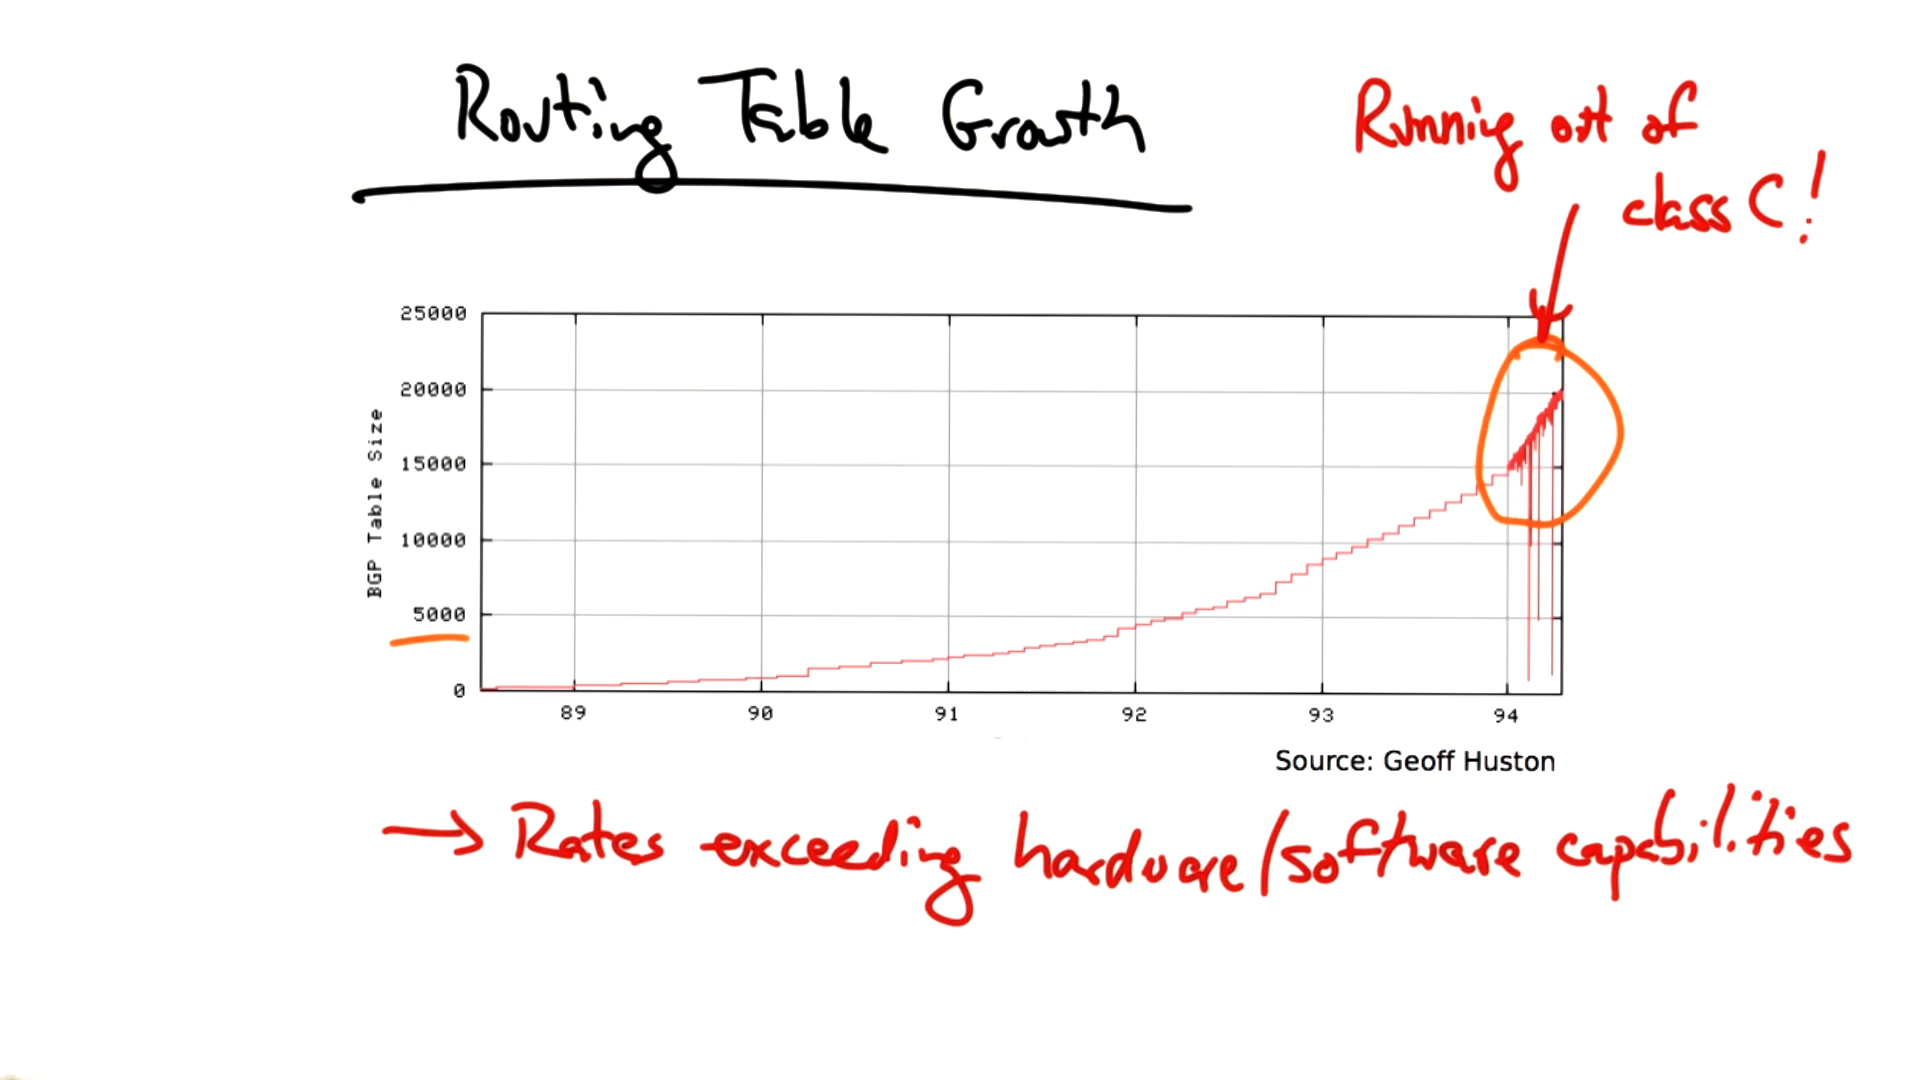 Routing Table Growth
Running out of
class C!
25000
20000
15000
10000
5000
0
BGP Table Size
89 90 91 92 93 94
Source: Geoff Huston
→ Rates exceeding hardware/software capabilities